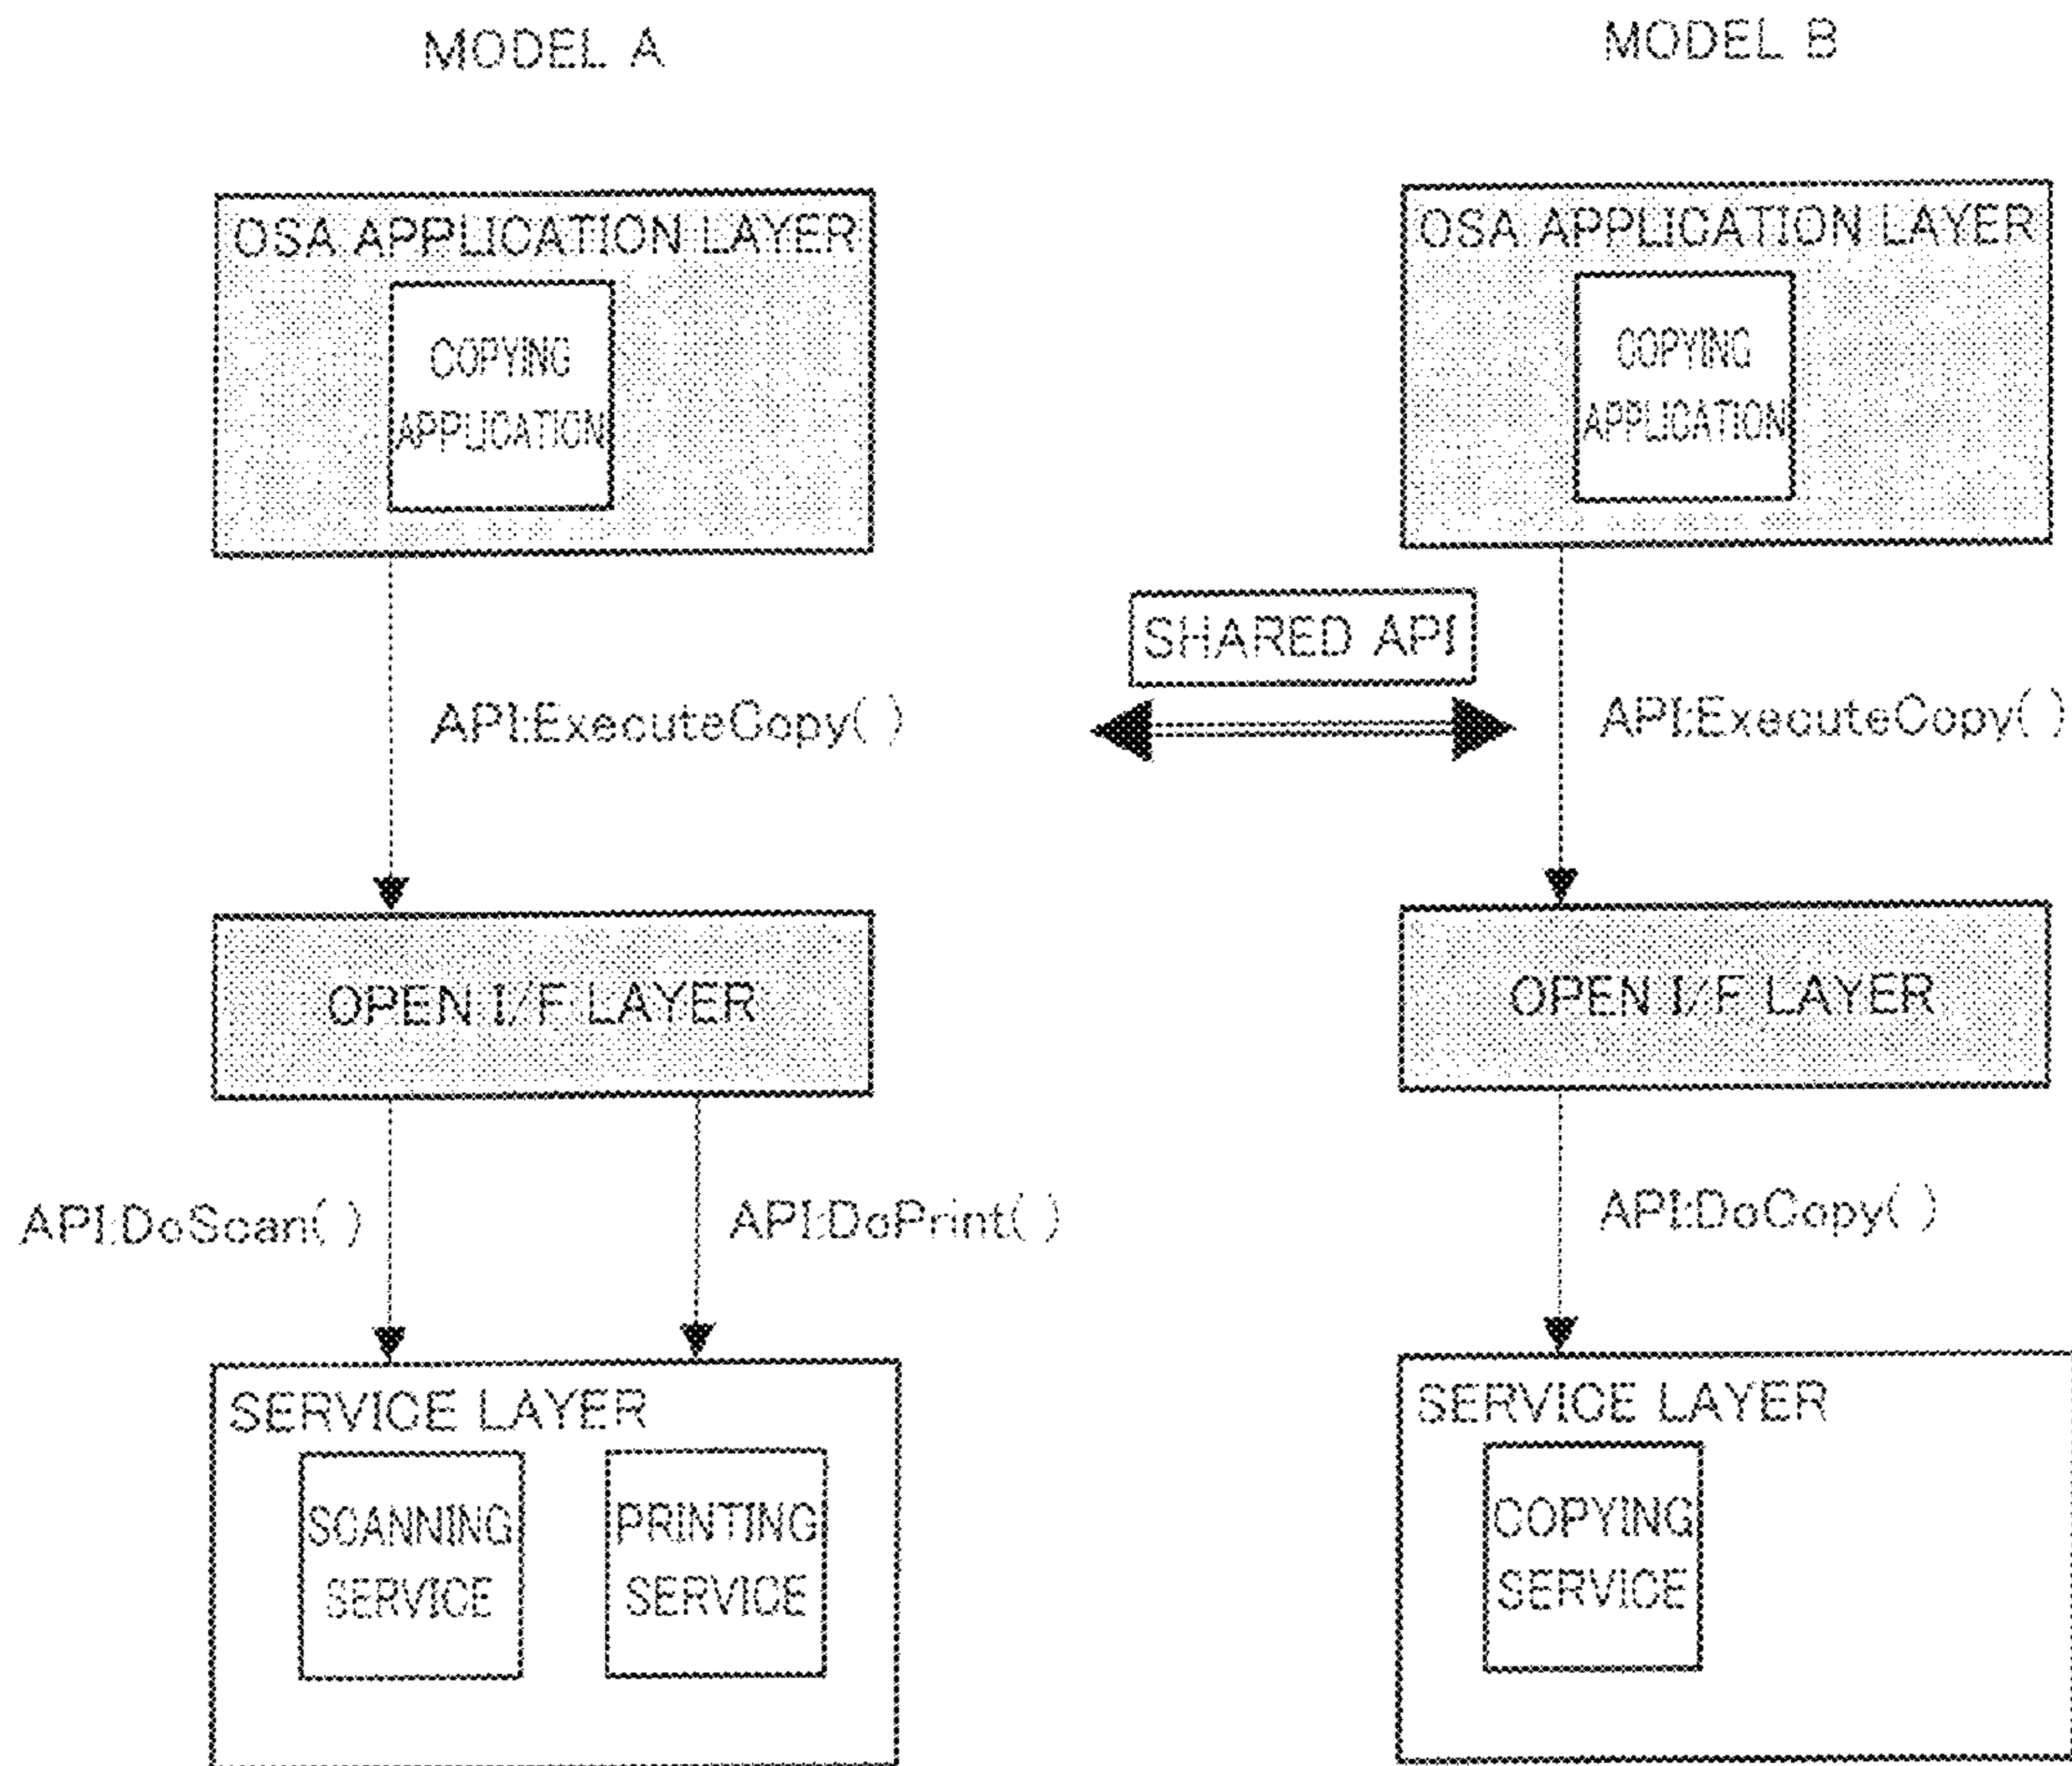 MODEL A
MODEL B
OSA APPLICATION LAYER
COPYING
APPLICATION
OSA APPLICATION LAYER
COPYING
APPLICATION
SHARED API
API:ExecuteCopy( )
API:ExecuteCopy( )
OPEN I/F LAYER
OPEN I/F LAYER
API:DoScan( )
API:DoPrint( )
API:DoCopy( )
SERVICE LAYER
SCANNING
SERVICE
PRINTING
SERVICE
SERVICE LAYER
COPYING
SERVICE